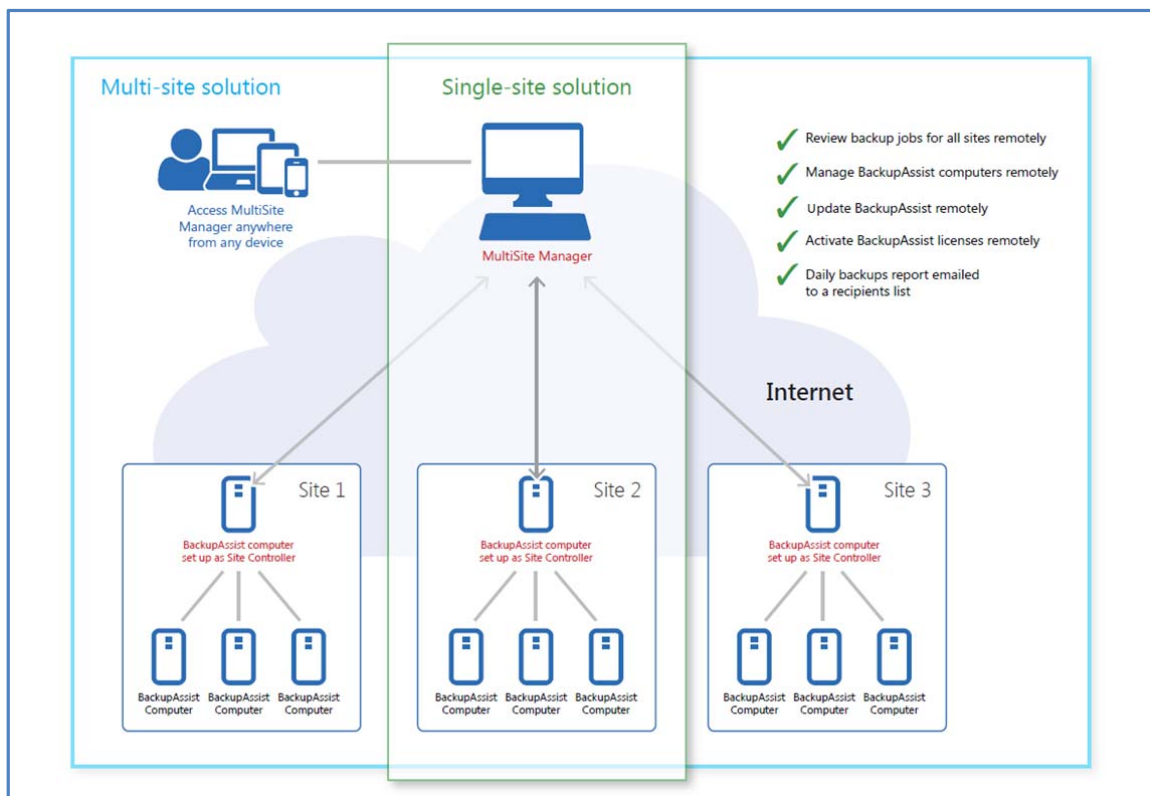 Multi-site solution
Single-site solution
Access MultiSite
Manager anywhere
from any device
MultiSite Manager
Review backup jobs for all sites remotely
Manage BackupAssist computers remotely
Update BackupAssist remotely
Activate BackupAssist licenses remotely
Daily backups report emailed
to a recipients list
Internet
Site 1
BackupAssist computer
set up as Site Controller
BackupAssist
Computer
BackupAssist
Computer
BackupAssist
Computer
Site 2
BackupAssist computer
set up as Site Controller
BackupAssist
Computer
BackupAssist
Computer
BackupAssist
Computer
Site 3
BackupAssist computer
set up as Site Controller
BackupAssist
Computer
BackupAssist
Computer
BackupAssist
Computer